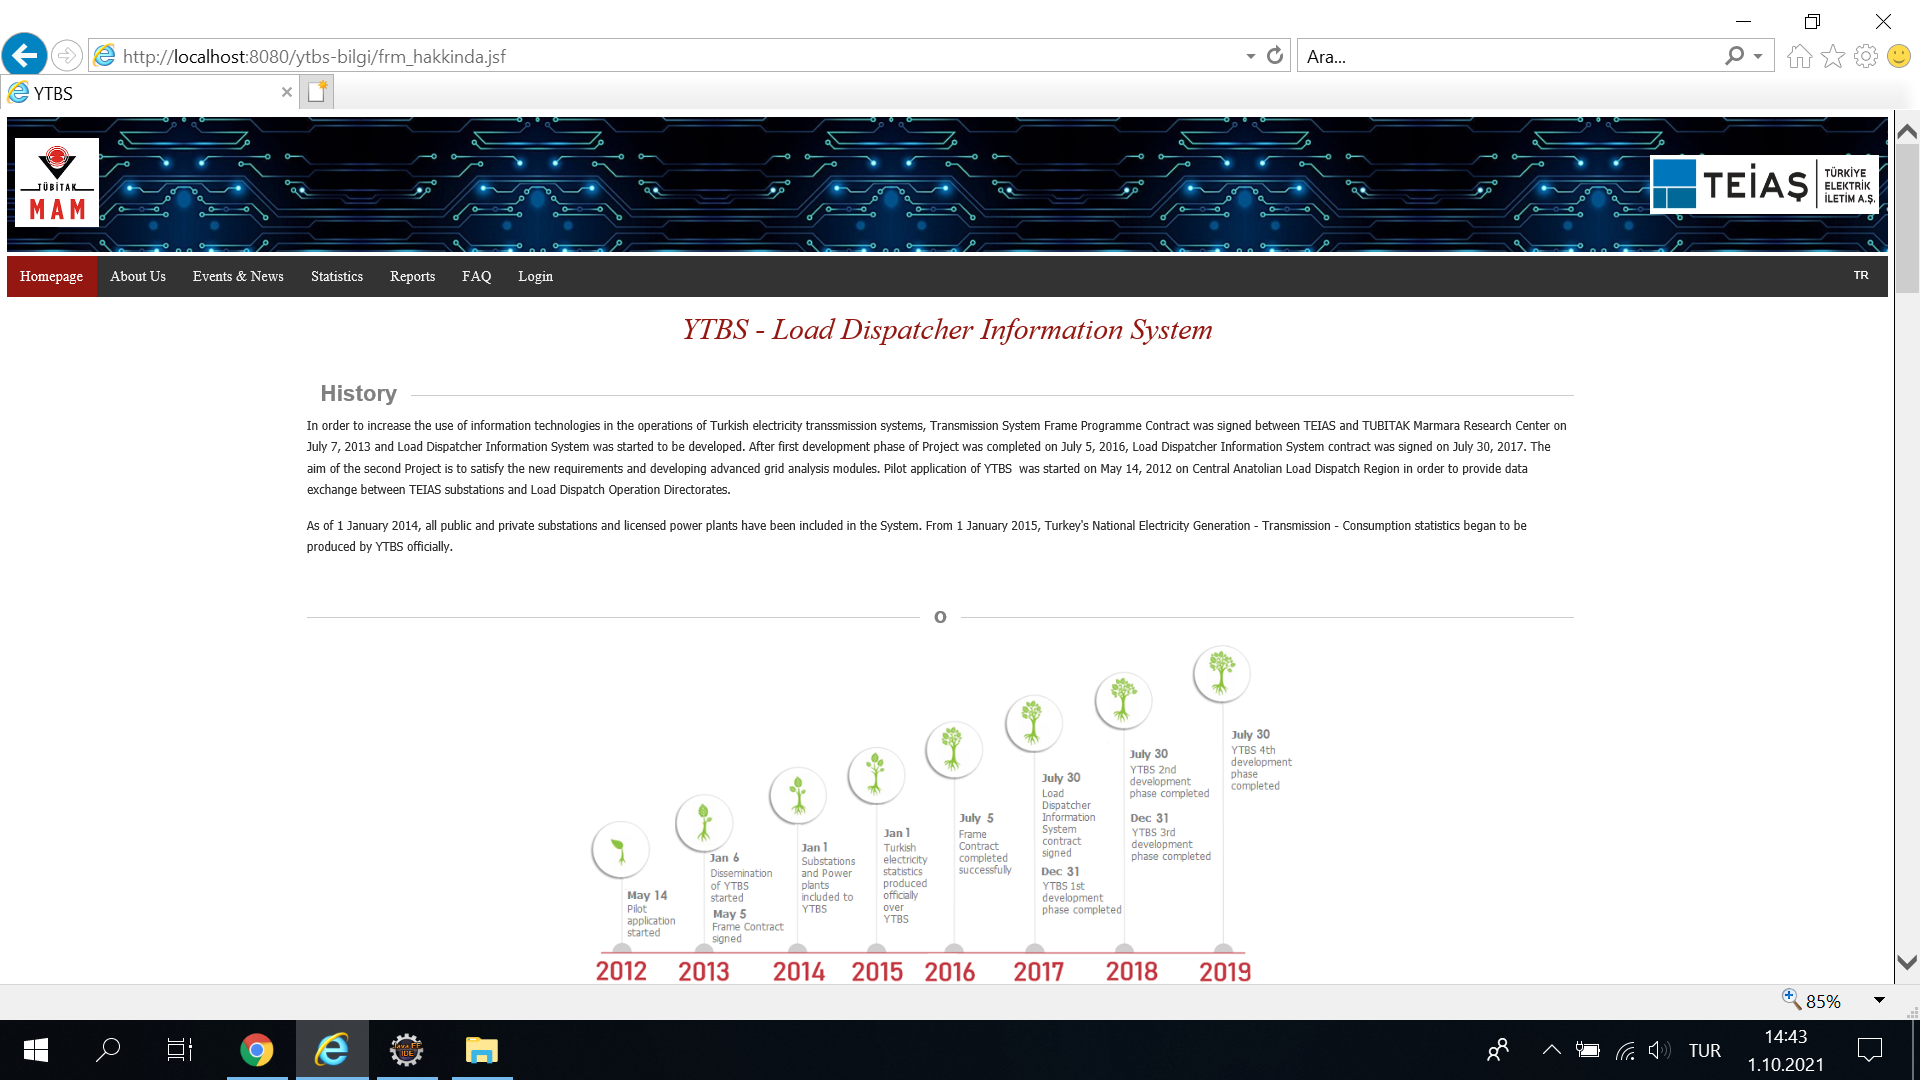 http://localhost:8080/ytbs-bilgi/frm_hakkinda.jsf
Ara...
YTBS
TÜBİTAK
MAM
TEİAŞ
TÜRKİYE
ELEKTRİK
İLETİM A.Ş.
Homepage About Us Events & News Statistics Reports FAQ Login TR
YTBS - Load Dispatcher Information System
History
In order to increase the use of information technologies in the operations of Turkish electricity transsmission systems, Transmission System Frame Programme Contract was signed between TEIAS and TUBITAK Marmara Research Center on
July 7, 2013 and Load Dispatcher Information System was started to be developed. After first development phase of Project was completed on July 5, 2016, Load Dispatcher Information System contract was signed on July 30, 2017. The
aim of the second Project is to satisfy the new requirements and developing advanced grid analysis modules. Pilot application of YTBS was started on May 14, 2012 on Central Anatolian Load Dispatch Region in order to provide data
exchange between TEIAS substations and Load Dispatch Operation Directorates.
As of 1 January 2014, all public and private substations and licensed power plants have been included in the System. From 1 January 2015, Turkey's National Electricity Generation - Transmission - Consumption statistics began to be
produced by YTBS officially.
o
May 14
Pilot
application
started
Jan 6
Dissemination
of YTBS
started
May 5
Frame Contract
signed
Jan 1
Substations
and Power
plants
included to
YTBS
Jan 1
Turkish
electricity
statistics
produced
officially
over
YTBS
July 5
Frame
Contract
completed
successfully
July 30
Load
Dispatcher
Information
System
contract
signed
Dec 31
YTBS 1st
development
phase completed
July 30
YTBS 2nd
development
phase completed
Dec 31
YTBS 3rd
development
phase completed
July 30
YTBS 4th
development
phase
completed
2012 2013 2014 2015 2016 2017 2018 2019
85%
Java EE
IDE
TUR
14:43
1.10.2021